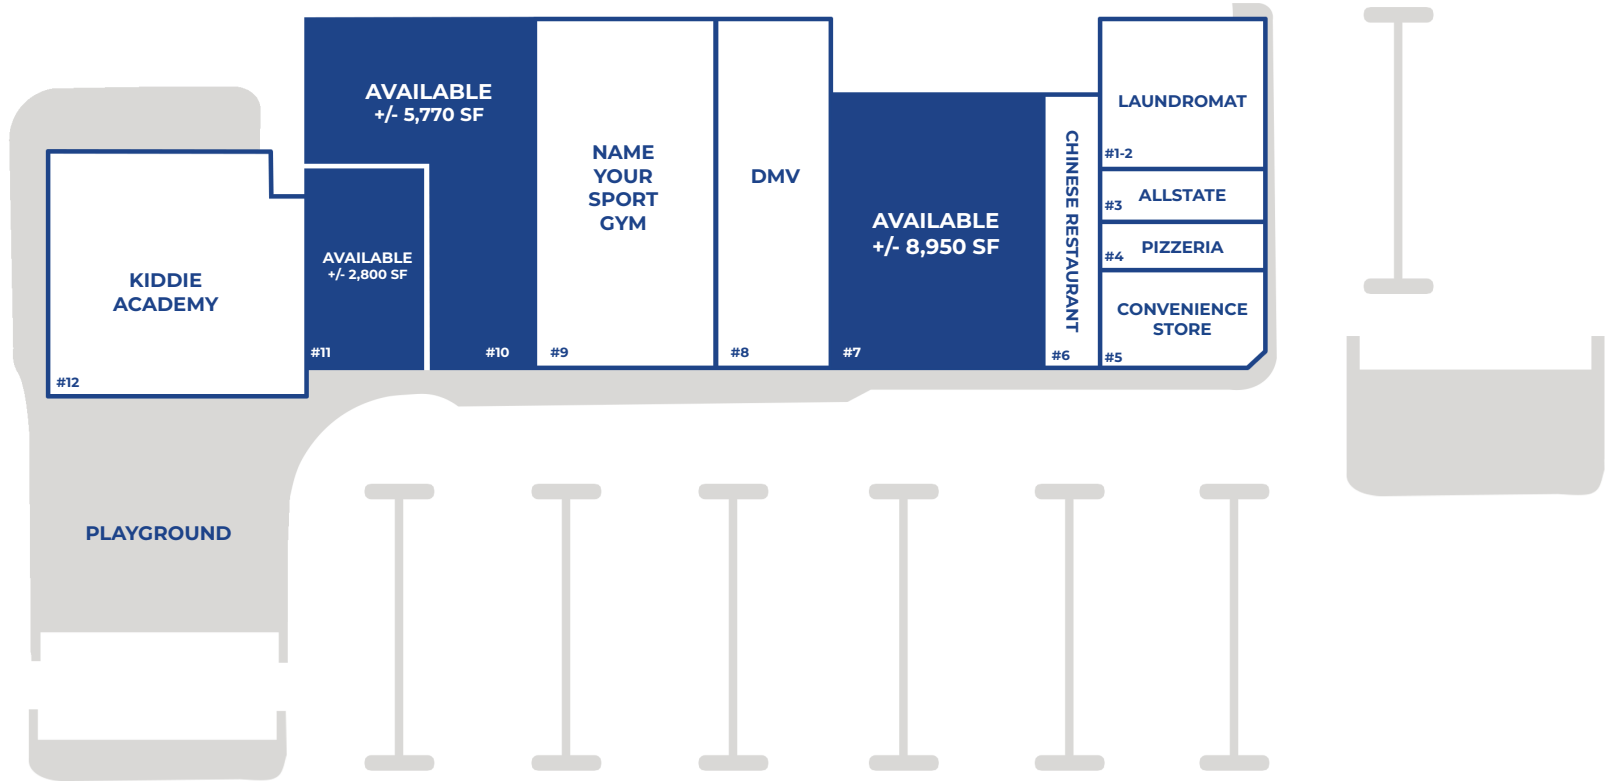 AVAILABLE
+/- 5,770 SF
#10
NAME
YOUR
SPORT
GYM
#9
DMV
#8
AVAILABLE
+/- 8,950 SF
#7
CHINESE RESTAURANT
#6
LAUNDROMAT
#1-2
ALLSTATE
#3
PIZZERIA
#4
CONVENIENCE
STORE
#5
AVAILABLE
+/- 2,800 SF
#11
KIDDIE
ACADEMY
#12
PLAYGROUND